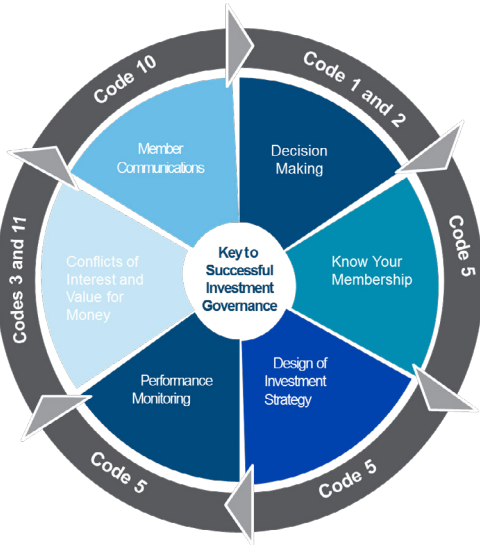 Code 10
Code 1 and 2
Member
Communications
Decision
Making
Codes 3 and 11
Conflicts of
Interest and
Value for
Money
Key to
Successful
Investment
Governance
Know Your
Membership
Code 5
Performance
Monitoring
Design of
Investment
Strategy
Code 5
Code 5